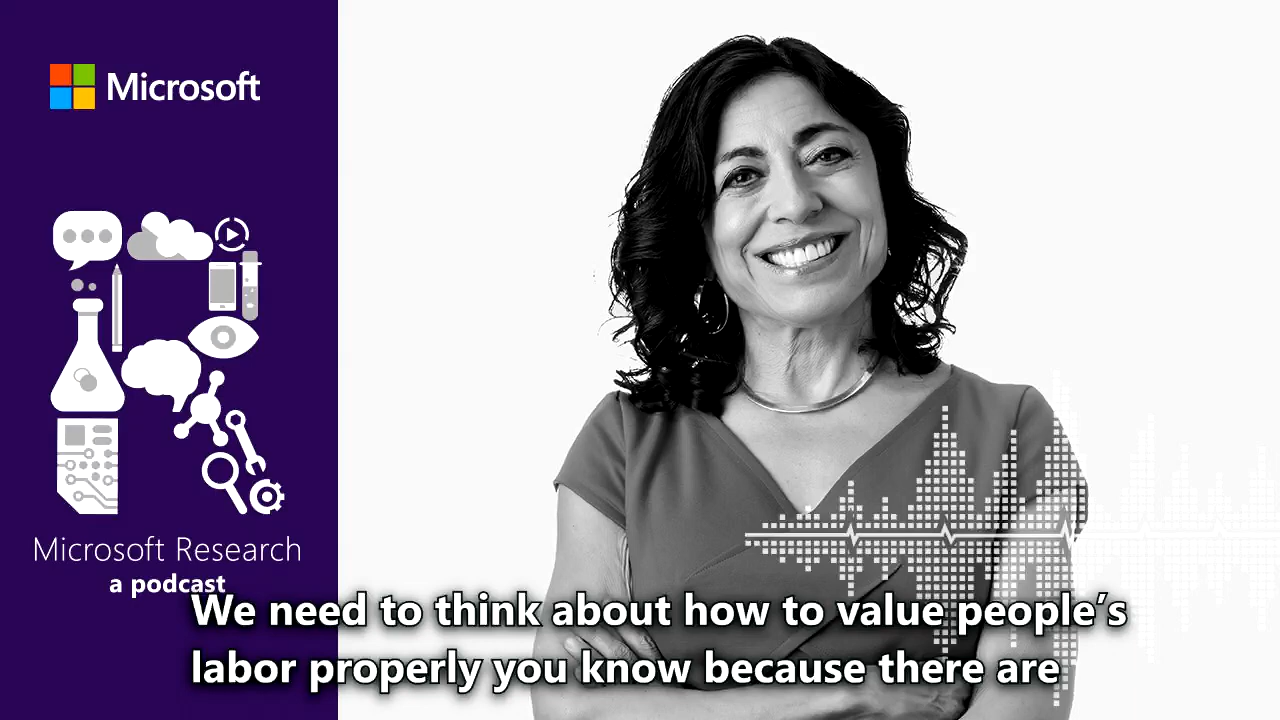 Microsoft
Microsoft Research
a podcast
We need to think about how to value people’s
labor properly you know because there are